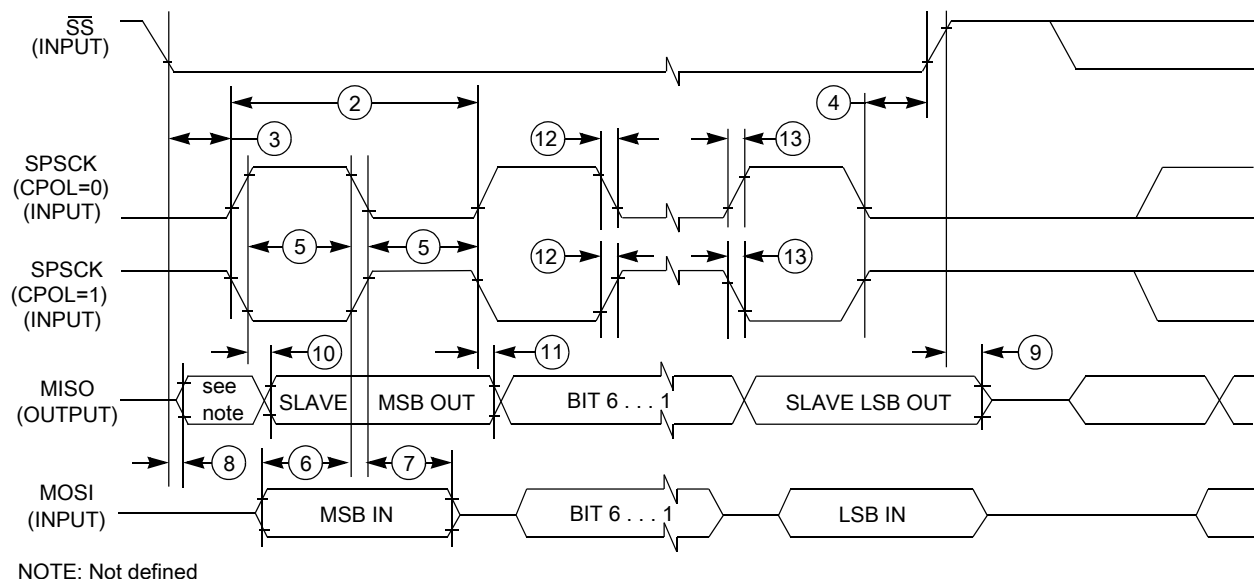 SS
(INPUT)
2
4
3
12
13
SPSCK
(CPOL=0)
(INPUT)
5
5
SPSCK
(CPOL=1)
(INPUT)
12
13
10
11
9
MISO
(OUTPUT)
see
note
SLAVE
MSB OUT
BIT 6 . . . 1
SLAVE LSB OUT
8
6
7
MOSI
(INPUT)
MSB IN
BIT 6 . . . 1
LSB IN
NOTE: Not defined